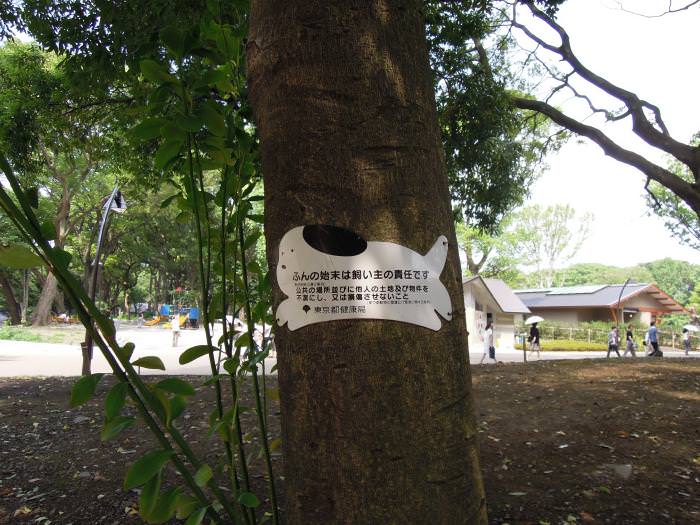 ふんの始末は飼い主の責任です
公共の場所並びに他人の土地及び物件を
不潔にし、又は損傷させないこと
東京都健康局